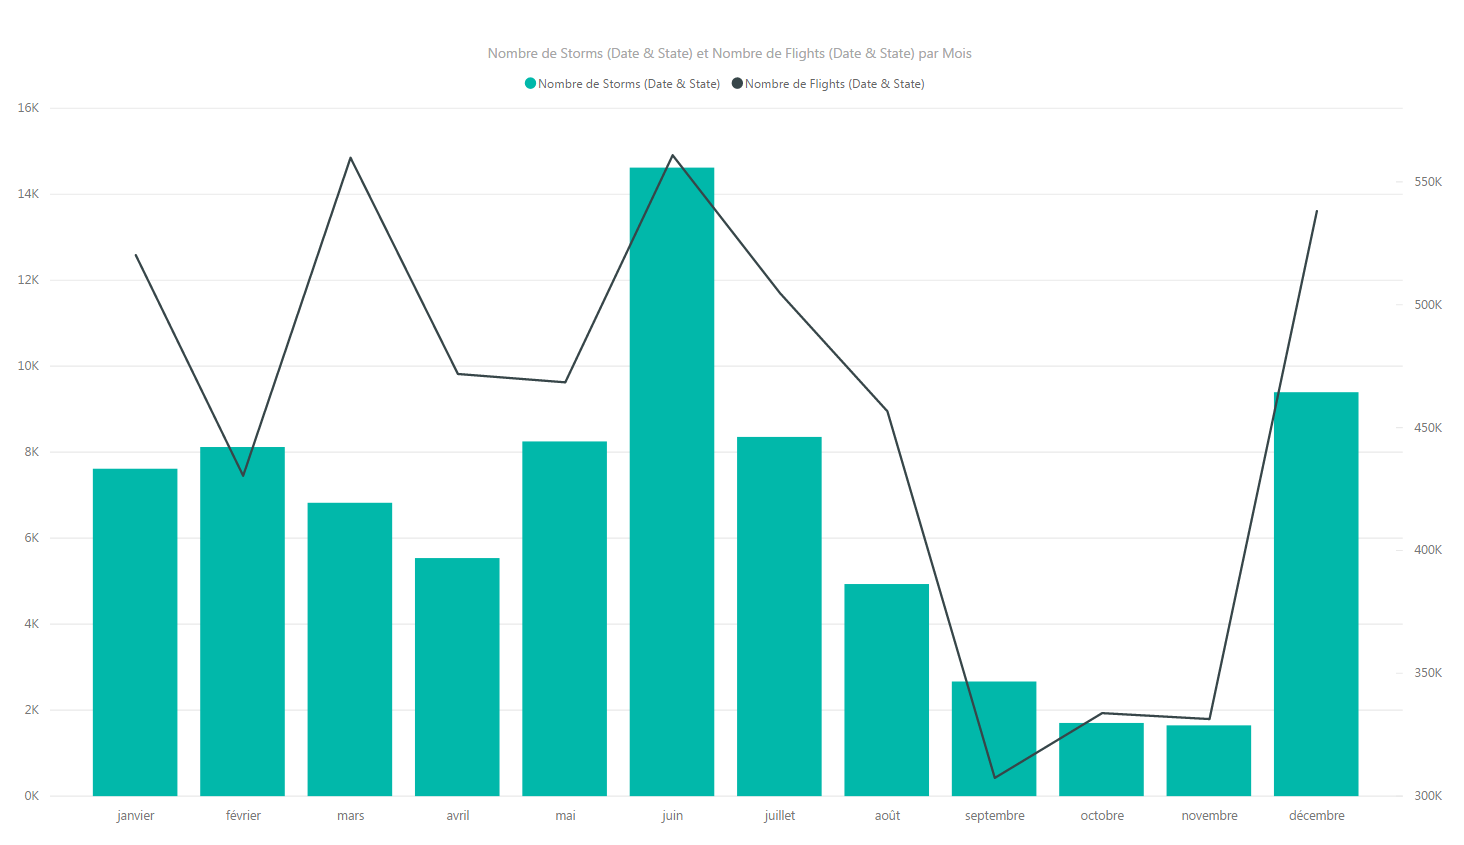 Nombre de Storms (Date & State) et Nombre de Flights (Date & State) par Mois
Nombre de Storms (Date & State) Nombre de Flights (Date & State)
16K
14K
12K
10K
8K
6K
4K
2K
0K
550K
500K
450K
400K
350K
300K
janvier février mars avril mai juin juillet août septembre octobre novembre décembre